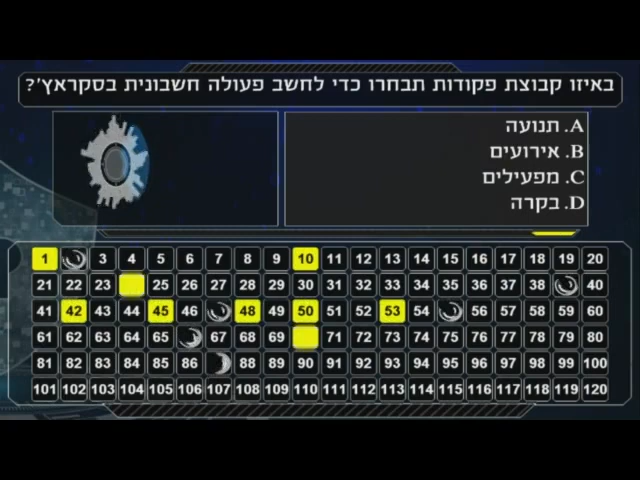 באיזו קבוצת פקודות תבחרו כדי לחשב פעולה חשבונית בסקראץ'?
A. תנועה
B. אירועים
C. מפעילים
D. בקרה
1 3 4 5 6 7 8 9 10 11 12 13 14 15 16 17 18 19 20
21 22 23 25 26 27 28 29 30 31 32 33 34 35 36 37 38 40
41 42 43 44 45 46 48 49 50 51 52 53 54 56 57 58 59 60
61 62 63 64 65 67 68 69 71 72 73 74 75 76 77 78 79 80
81 82 83 84 85 86 88 89 90 91 92 93 94 95 96 97 98 99 100
101 102 103 104 105 106 107 108 109 110 111 112 113 114 115 116 117 118 119 120